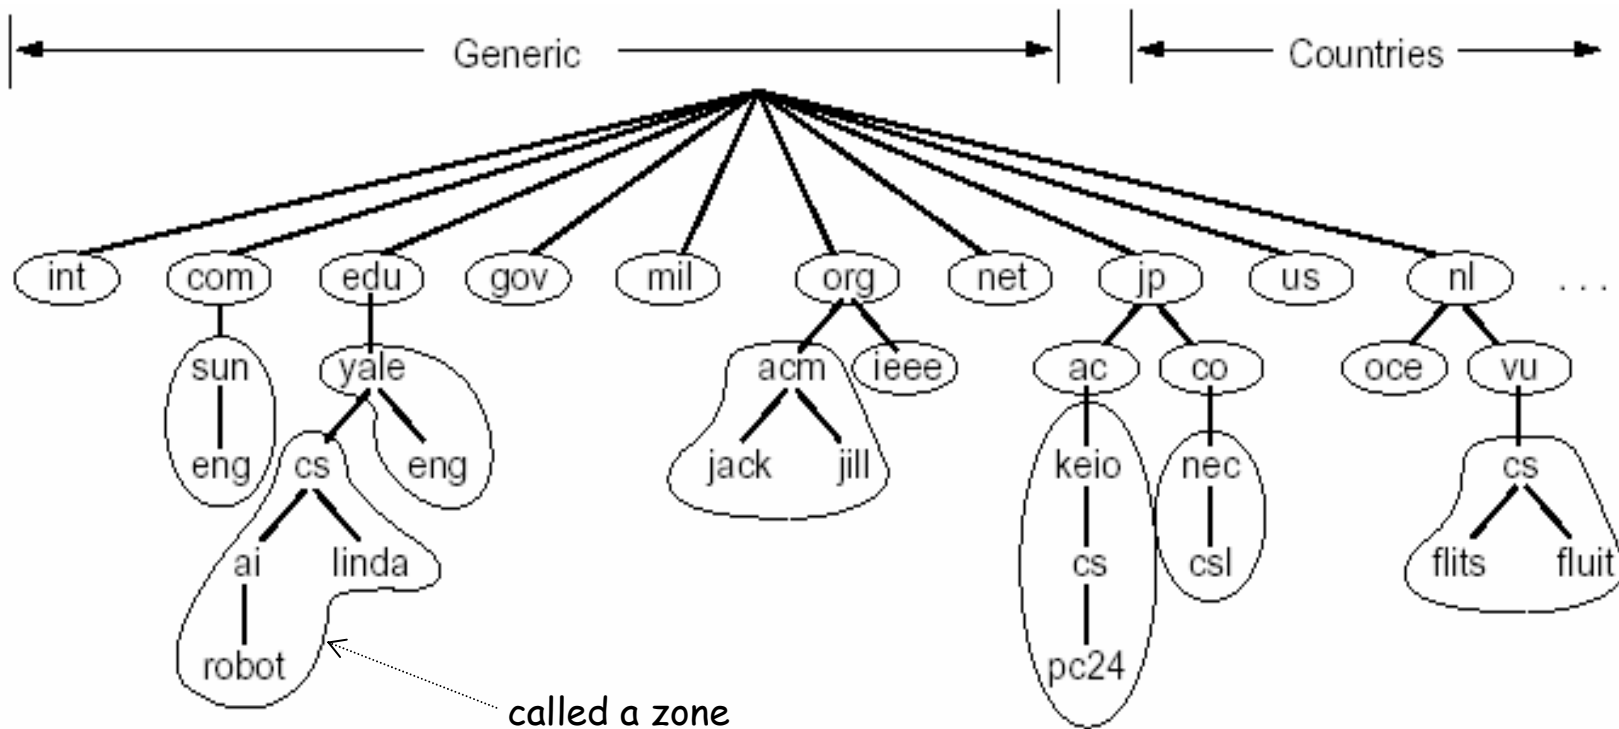 Generic Countries
int com edu gov mil org net jp us nl . . .
sun yale acm ieee ac co oce vu
eng cs eng jack jill keio nec cs
ai linda cs csl flits fluit
robot pc24
called a zone